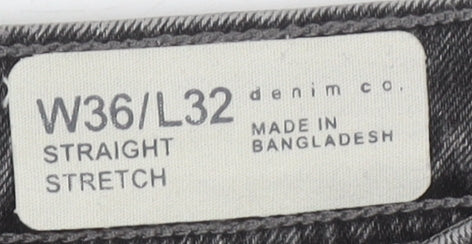 W36/L32
STRAIGHT
STRETCH
denim co.
MADE IN
BANGLADESH